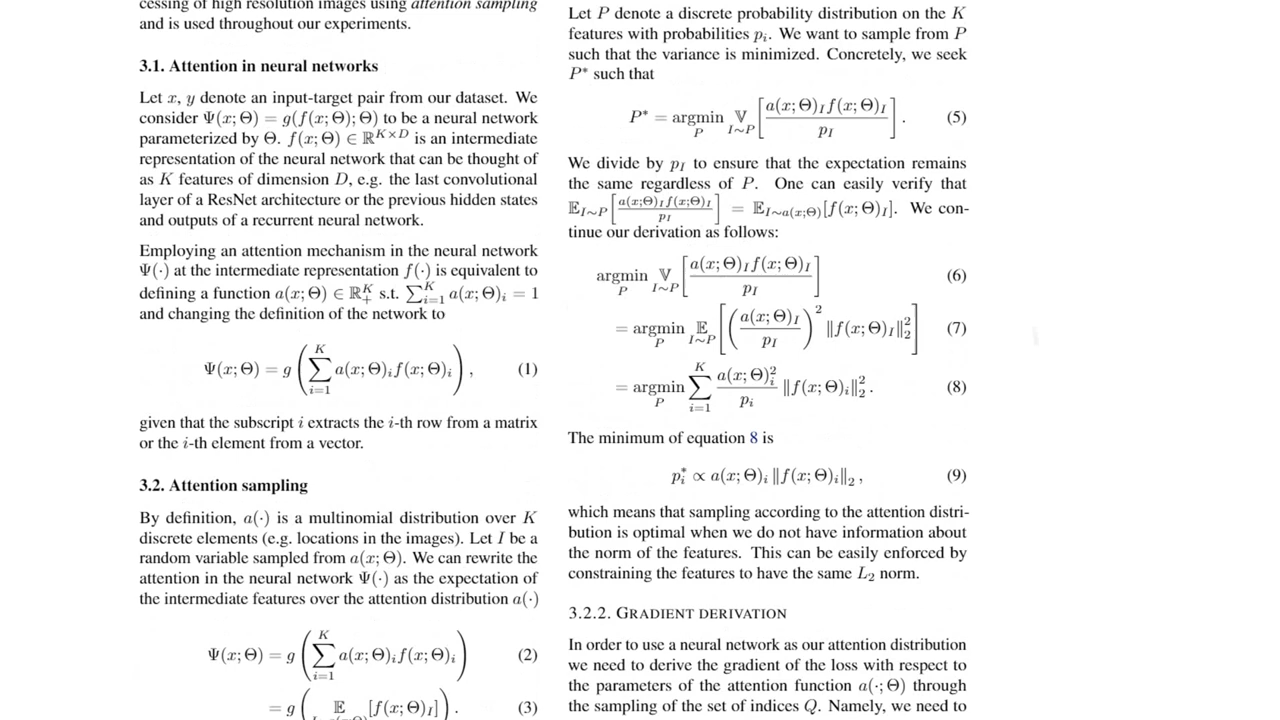 cessing of high resolution images using attention sampling
and is used throughout our experiments.
3.1. Attention in neural networks
Let x, y denote an input-target pair from our dataset. We
consider Ψ(x; Θ) = g(f(x; Θ); Θ) to be a neural network
parameterized by Θ. f(x; Θ) ∈ ℝ^{K×D} is an intermediate
representation of the neural network that can be thought of
as K features of dimension D, e.g. the last convolutional
layer of a ResNet architecture or the previous hidden states
and outputs of a recurrent neural network.
Employing an attention mechanism in the neural network
Ψ(·) at the intermediate representation f(·) is equivalent to
defining a function a(x; Θ) ∈ ℝ_+^K s.t. ∑_{i=1}^K a(x; Θ)_i = 1
and changing the definition of the network to
Ψ(x; Θ) = g(∑_{i=1}^K a(x; Θ)_i f(x; Θ)_i), (1)
given that the subscript i extracts the i-th row from a matrix
or the i-th element from a vector.
3.2. Attention sampling
By definition, a(·) is a multinomial distribution over K
discrete elements (e.g. locations in the images). Let I be a
random variable sampled from a(x; Θ). We can rewrite the
attention in the neural network Ψ(·) as the expectation of
the intermediate features over the attention distribution a(·)
Ψ(x; Θ) = g(∑_{i=1}^K a(x; Θ)_i f(x; Θ)_i) (2)
= g(𝔼 [f(x; Θ)_I]). (3)
Let P denote a discrete probability distribution on the K
features with probabilities p_i. We want to sample from P
such that the variance is minimized. Concretely, we seek
P* such that
P* = argmin_P 𝕍_{I∼P} [a(x; Θ)_I f(x; Θ)_I / p_I]. (5)
We divide by p_I to ensure that the expectation remains
the same regardless of P. One can easily verify that
𝔼_{I∼P} [a(x;Θ)_I f(x;Θ)_I / p_I] = 𝔼_{I∼a(x;Θ)}[f(x; Θ)_I]. We con-
tinue our derivation as follows:
argmin_P 𝕍_{I∼P} [a(x; Θ)_I f(x; Θ)_I / p_I] (6)
= argmin_P 𝔼_{I∼P} [(a(x; Θ)_I / p_I)^2 ‖f(x; Θ)_I‖_2^2] (7)
= argmin_P ∑_{i=1}^K a(x; Θ)_i^2 / p_i ‖f(x; Θ)_i‖_2^2. (8)
The minimum of equation 8 is
p_i^* ∝ a(x; Θ)_i ‖f(x; Θ)_i‖_2, (9)
which means that sampling according to the attention distri-
bution is optimal when we do not have information about
the norm of the features. This can be easily enforced by
constraining the features to have the same L_2 norm.
3.2.2. GRADIENT DERIVATION
In order to use a neural network as our attention distribution
we need to derive the gradient of the loss with respect to
the parameters of the attention function a(·; Θ) through
the sampling of the set of indices Q. Namely, we need to